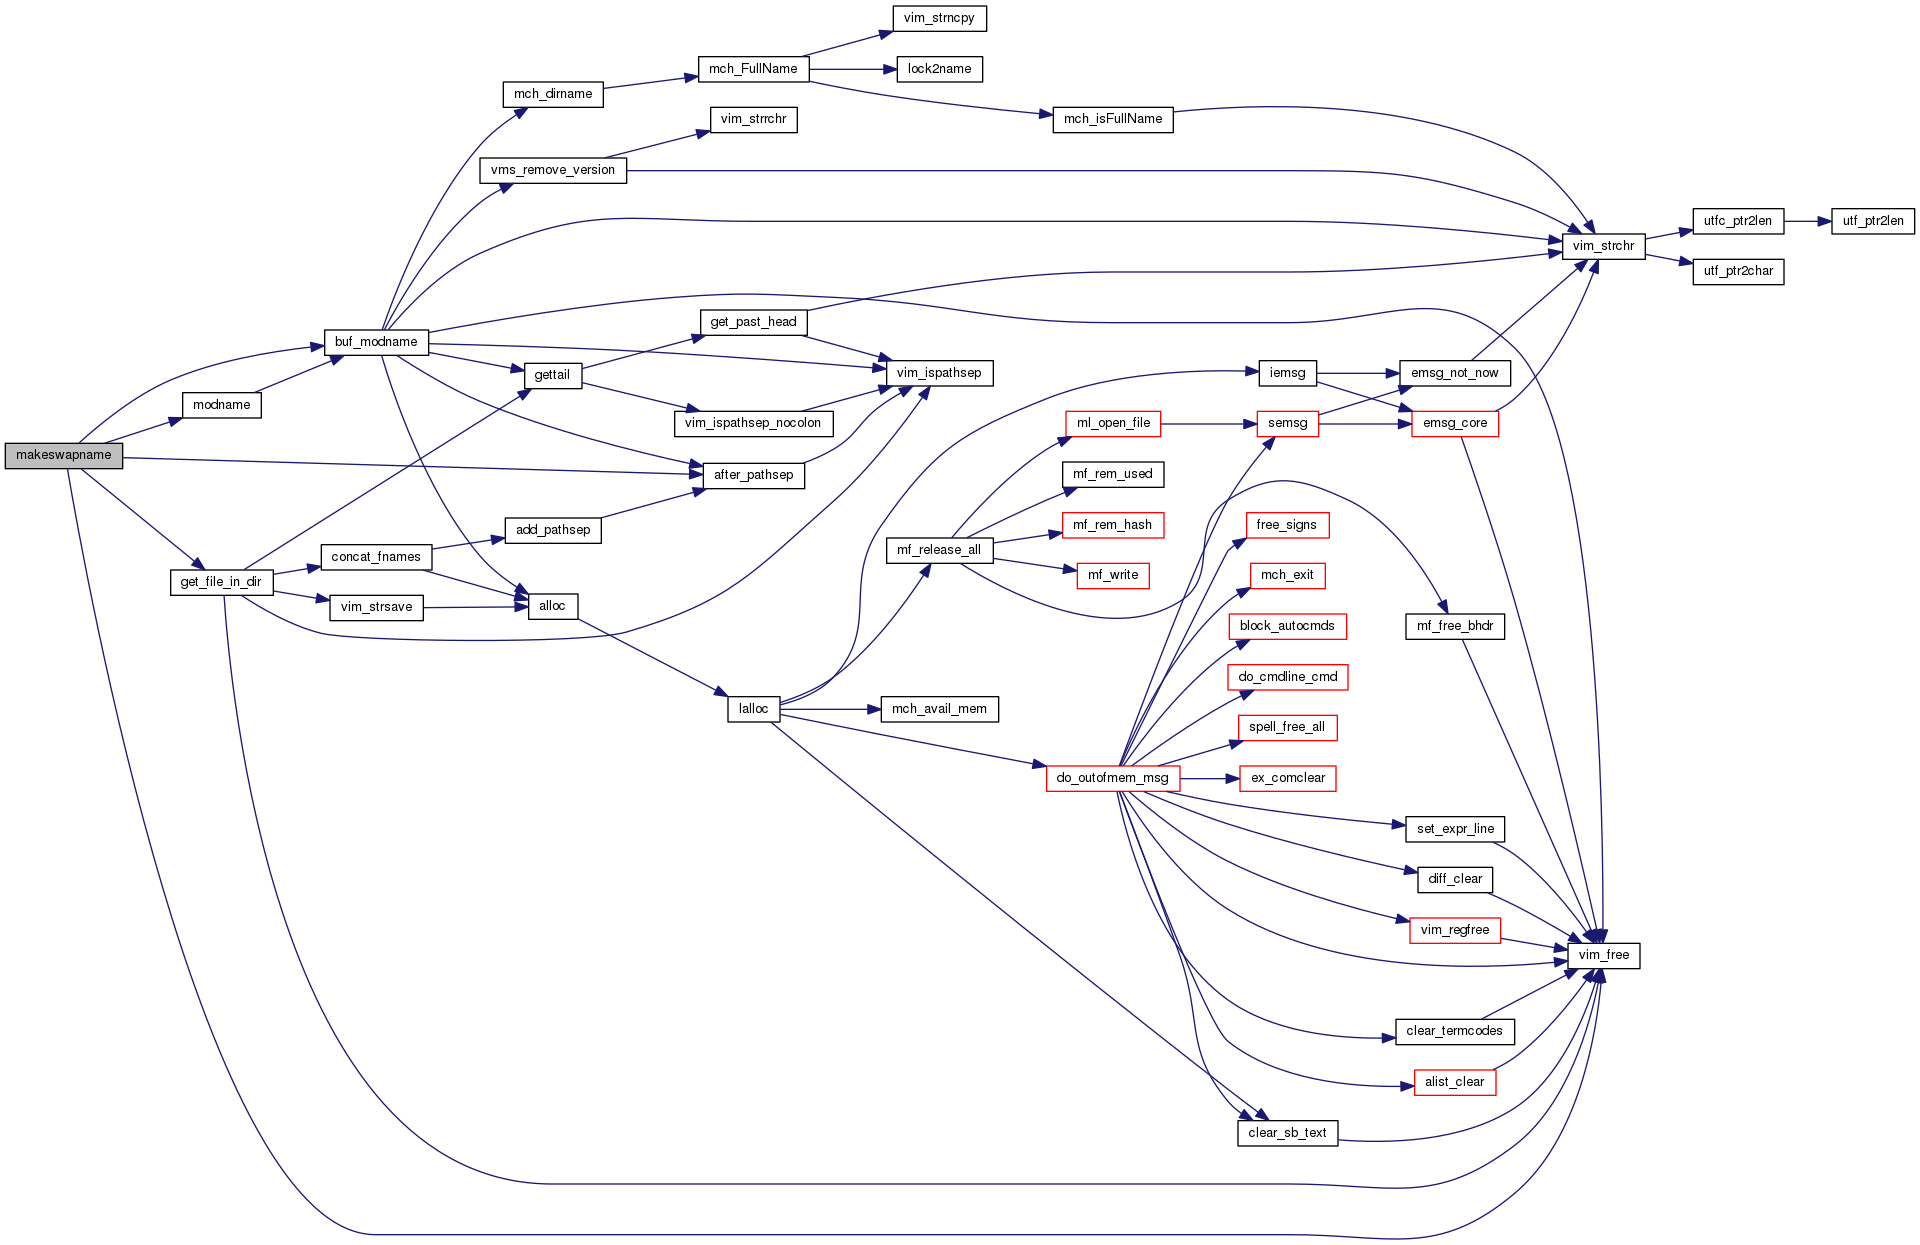 vim_strncpy
mch_FullName
lock2name
mch_dirname
vim_strrchr
mch_isFullName
vms_remove_version
utfc_ptr2len
utf_ptr2len
vim_strchr
utf_ptr2char
get_past_head
buf_modname
gettail
vim_ispathsep
iemsg
emsg_not_now
modname
vim_ispathsep_nocolon
ml_open_file
semsg
emsg_core
makeswapname
after_pathsep
mf_rem_used
add_pathsep
mf_rem_hash
free_signs
concat_fnames
mf_release_all
get_file_in_dir
mf_write
mch_exit
vim_strsave
alloc
block_autocmds
mf_free_bhdr
do_cmdline_cmd
lalloc
mch_avail_mem
spell_free_all
do_outofmem_msg
ex_comclear
set_expr_line
diff_clear
vim_regfree
vim_free
clear_termcodes
alist_clear
clear_sb_text